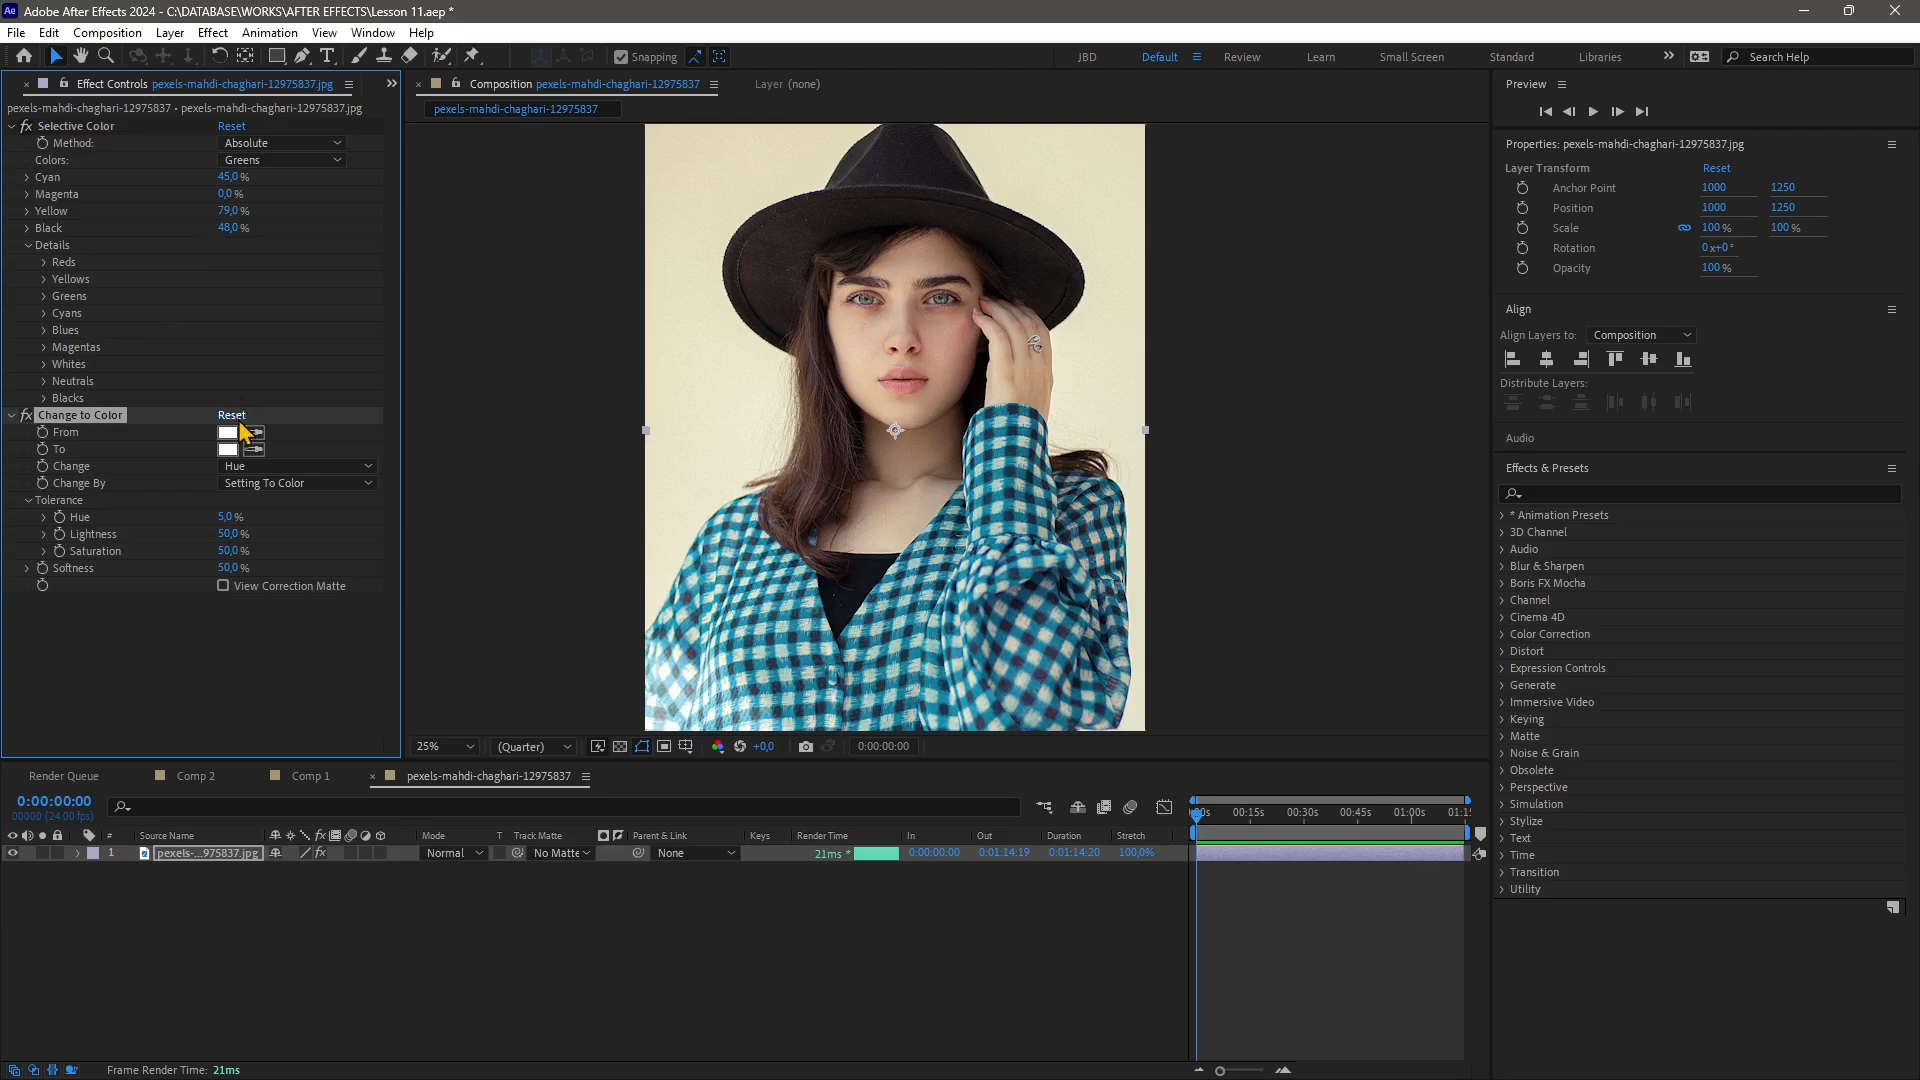 Ae Adobe After Effects 2024 - C:\DATABASE\WORKS\AFTER EFFECTS\Lesson 11.aep *
File Edit Composition Layer Effect Animation View Window Help
Snapping
JBD Default Review Learn Small Screen Standard Libraries Search Help
Effect Controls pexels-mahdi-chaghari-12975837.jpg
Composition pexels-mahdi-chaghari-12975837 Layer (none)
pexels-mahdi-chaghari-12975837 • pexels-mahdi-chaghari-12975837.jpg
pexels-mahdi-chaghari-12975837
fx Selective Color Reset
Method: Absolute
Colors: Greens
Cyan 45,0 %
Magenta 0,0 %
Yellow 79,0 %
Black 48,0 %
Details
Reds
Yellows
Greens
Cyans
Blues
Magentas
Whites
Neutrals
Blacks
fx Change to Color Reset
From
To
Change Hue
Change By Setting To Color
Tolerance
Hue 5,0 %
Lightness 50,0 %
Saturation 50,0 %
Softness 50,0 %
View Correction Matte
25% (Quarter) +0,0 0:00:00:00
Preview
Properties: pexels-mahdi-chaghari-12975837.jpg
Layer Transform Reset
Anchor Point 1000 1250
Position 1000 1250
Scale 100 % 100 %
Rotation 0x+0°
Opacity 100 %
Align
Align Layers to: Composition
Distribute Layers:
Audio
Effects & Presets
* Animation Presets
3D Channel
Audio
Blur & Sharpen
Boris FX Mocha
Channel
Cinema 4D
Color Correction
Distort
Expression Controls
Generate
Immersive Video
Keying
Matte
Noise & Grain
Obsolete
Perspective
Simulation
Stylize
Text
Time
Transition
Utility
Render Queue Comp 2 Comp 1 pexels-mahdi-chaghari-12975837
0:00:00:00
00000 (24.00 fps)
00:15s 00:30s 00:45s 01:00s
# Source Name fx Mode T Track Matte Parent & Link Keys Render Time In Out Duration Stretch
1 pexels-...975837.jpg fx Normal No Matte None 21ms * 0:00:00:00 0:01:14:19 0:01:14:20 100,0%
Frame Render Time: 21ms